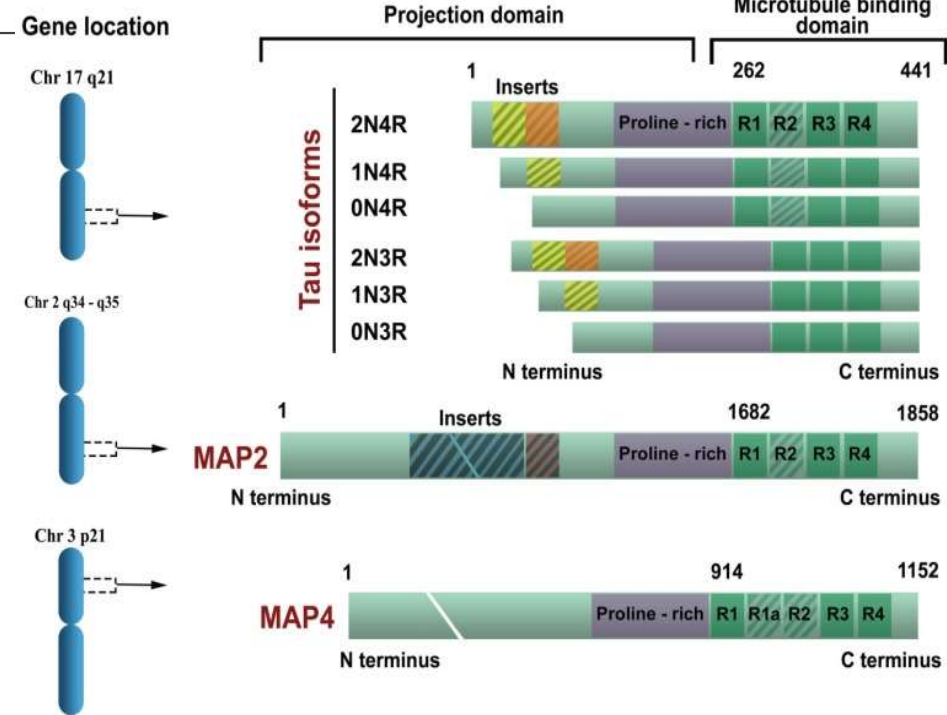 Gene location
Projection domain
Microtubule binding
domain
Chr 17 q21
1
262
441
Inserts
Tau isoforms
2N4R
Proline - rich
R1
R2
R3
R4
1N4R
0N4R
2N3R
1N3R
0N3R
N terminus
C terminus
Chr 2 q34 - q35
1
1682
1858
Inserts
MAP2
Proline - rich
R1
R2
R3
R4
N terminus
C terminus
Chr 3 p21
1
914
1152
MAP4
Proline - rich
R1
R1a
R2
R3
R4
N terminus
C terminus